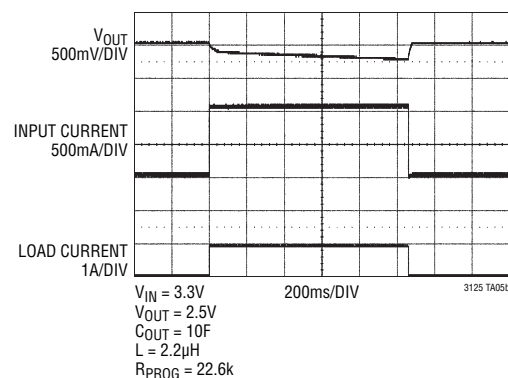 VOUT
500mV/DIV
INPUT CURRENT
500mA/DIV
LOAD CURRENT
1A/DIV
VIN = 3.3V
VOUT = 2.5V
COUT = 10F
L = 2.2µH
RPROG = 22.6k
200ms/DIV
3125 TA05b